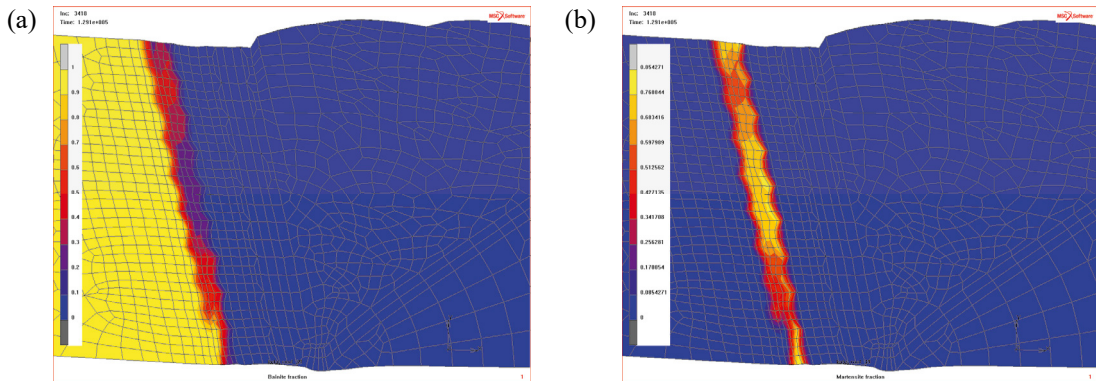 (a)
Inc: 3418
Time: 1.291e+005
MSC Software
1
0.9
0.8
0.7
0.6
0.5
0.4
0.3
0.2
0.1
0
Bainite fraction
1
(b)
Inc: 3418
Time: 1.291e+005
MSC Software
0.854271
0.768844
0.683416
0.597989
0.512562
0.427135
0.341708
0.256281
0.170854
0.0854271
0
Martensite fraction
1